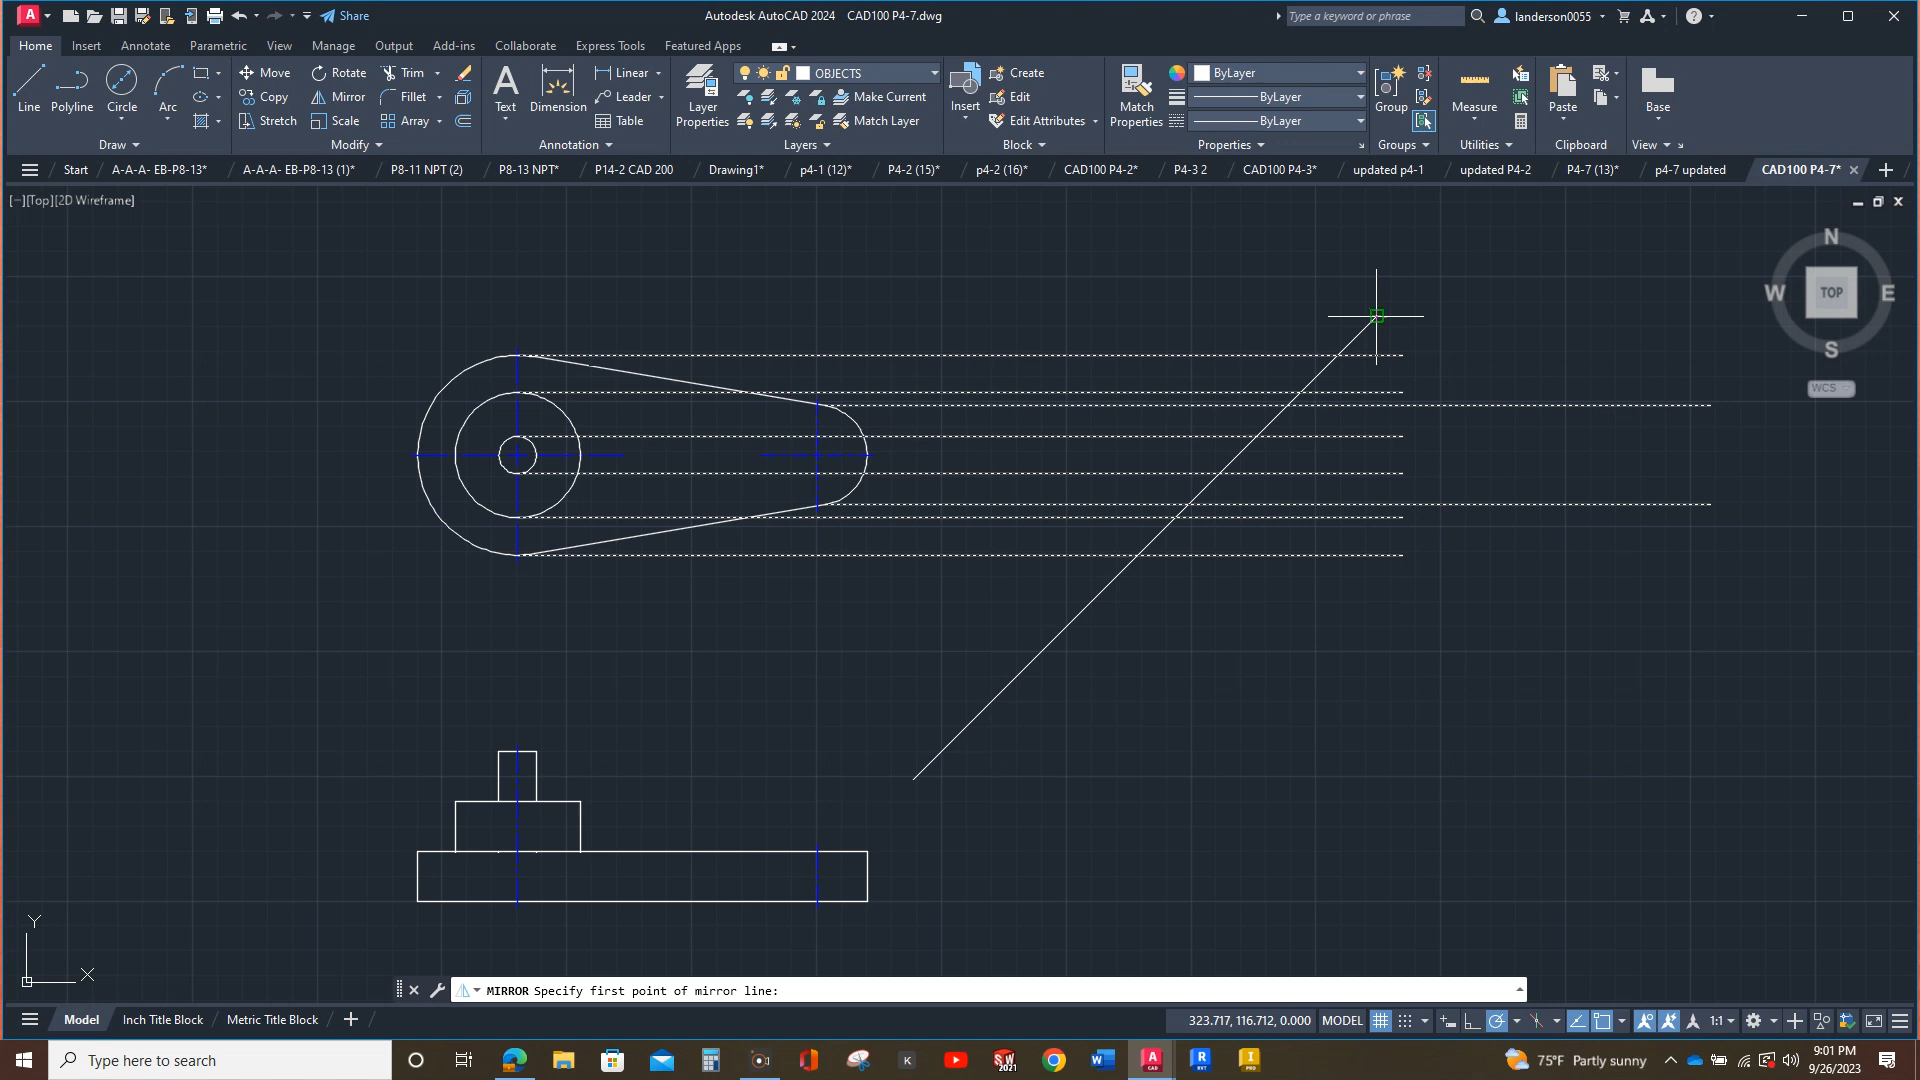 A Share Autodesk AutoCAD 2024 CAD100 P4-7.dwg Type a keyword or phrase landerson0055
Home Insert Annotate Parametric View Manage Output Add-ins Collaborate Express Tools Featured Apps
Line Polyline Circle Arc Move Rotate Trim Text Dimension Linear Layer Properties OBJECTS Insert Create Match Properties ByLayer Group Measure Paste Base
Copy Mirror Fillet Leader Make Current Edit ByLayer
Stretch Scale Array Table Match Layer Edit Attributes ByLayer
Draw Modify Annotation Layers Block Properties Groups Utilities Clipboard View
Start A-A-A- EB-P8-13* A-A-A- EB-P8-13 (1)* P8-11 NPT (2) P8-13 NPT* P14-2 CAD 200 Drawing1* p4-1 (12)* P4-2 (15)* p4-2 (16)* CAD100 P4-2* P4-3 2 CAD100 P4-3* updated p4-1 updated P4-2 P4-7 (13)* p4-7 updated CAD100 P4-7*
[−][Top][2D Wireframe]
N
W TOP E
S
WCS
Y
X
MIRROR Specify first point of mirror line:
Model Inch Title Block Metric Title Block 323.717, 116.712, 0.000 MODEL 1:1
Type here to search K SW 2021 W A CAD R RVT I PRO 75°F Partly sunny 9:01 PM
9/26/2023